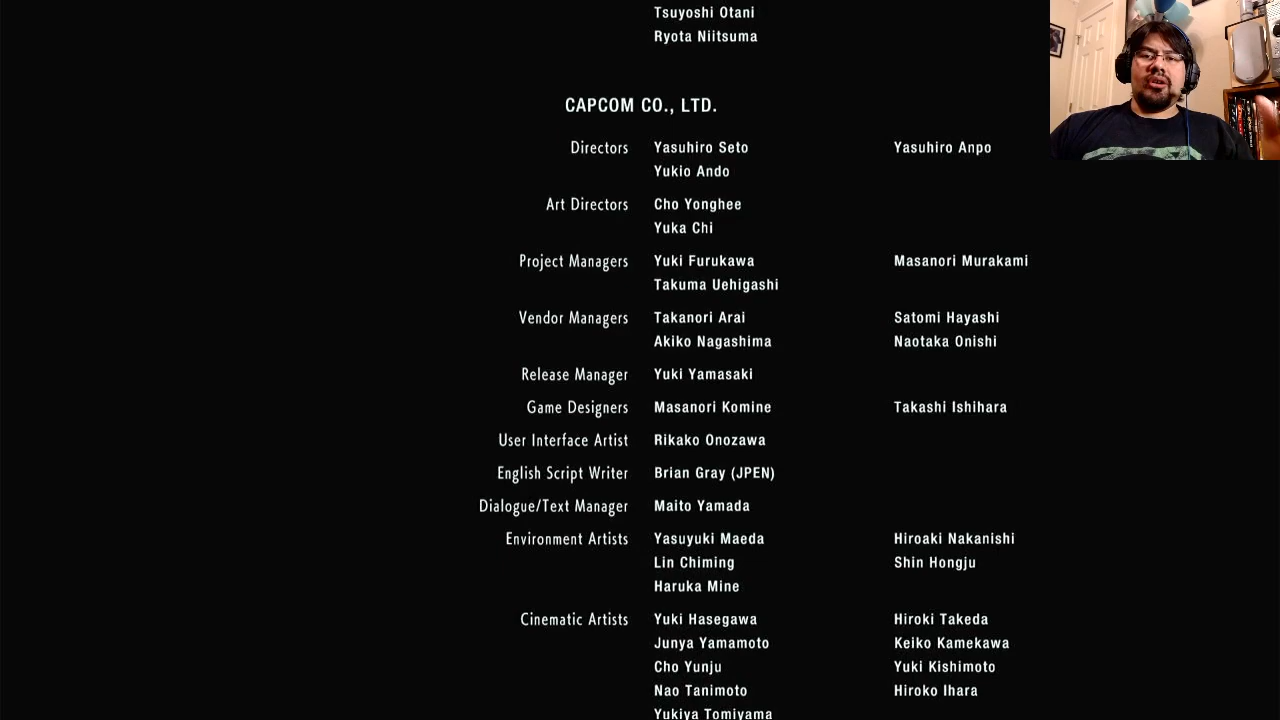 Tsuyoshi Otani
Ryota Niitsuma
CAPCOM CO., LTD.
Directors Yasuhiro Seto Yasuhiro Anpo
Yukio Ando
Art Directors Cho Yonghee
Yuka Chi
Project Managers Yuki Furukawa Masanori Murakami
Takuma Uehigashi
Vendor Managers Takanori Arai Satomi Hayashi
Akiko Nagashima Naotaka Onishi
Release Manager Yuki Yamasaki
Game Designers Masanori Komine Takashi Ishihara
User Interface Artist Rikako Onozawa
English Script Writer Brian Gray (JPEN)
Dialogue/Text Manager Maito Yamada
Environment Artists Yasuyuki Maeda Hiroaki Nakanishi
Lin Chiming Shin Hongju
Haruka Mine
Cinematic Artists Yuki Hasegawa Hiroki Takeda
Junya Yamamoto Keiko Kamekawa
Cho Yunju Yuki Kishimoto
Nao Tanimoto Hiroko Ihara
Yukiya Tomiyama